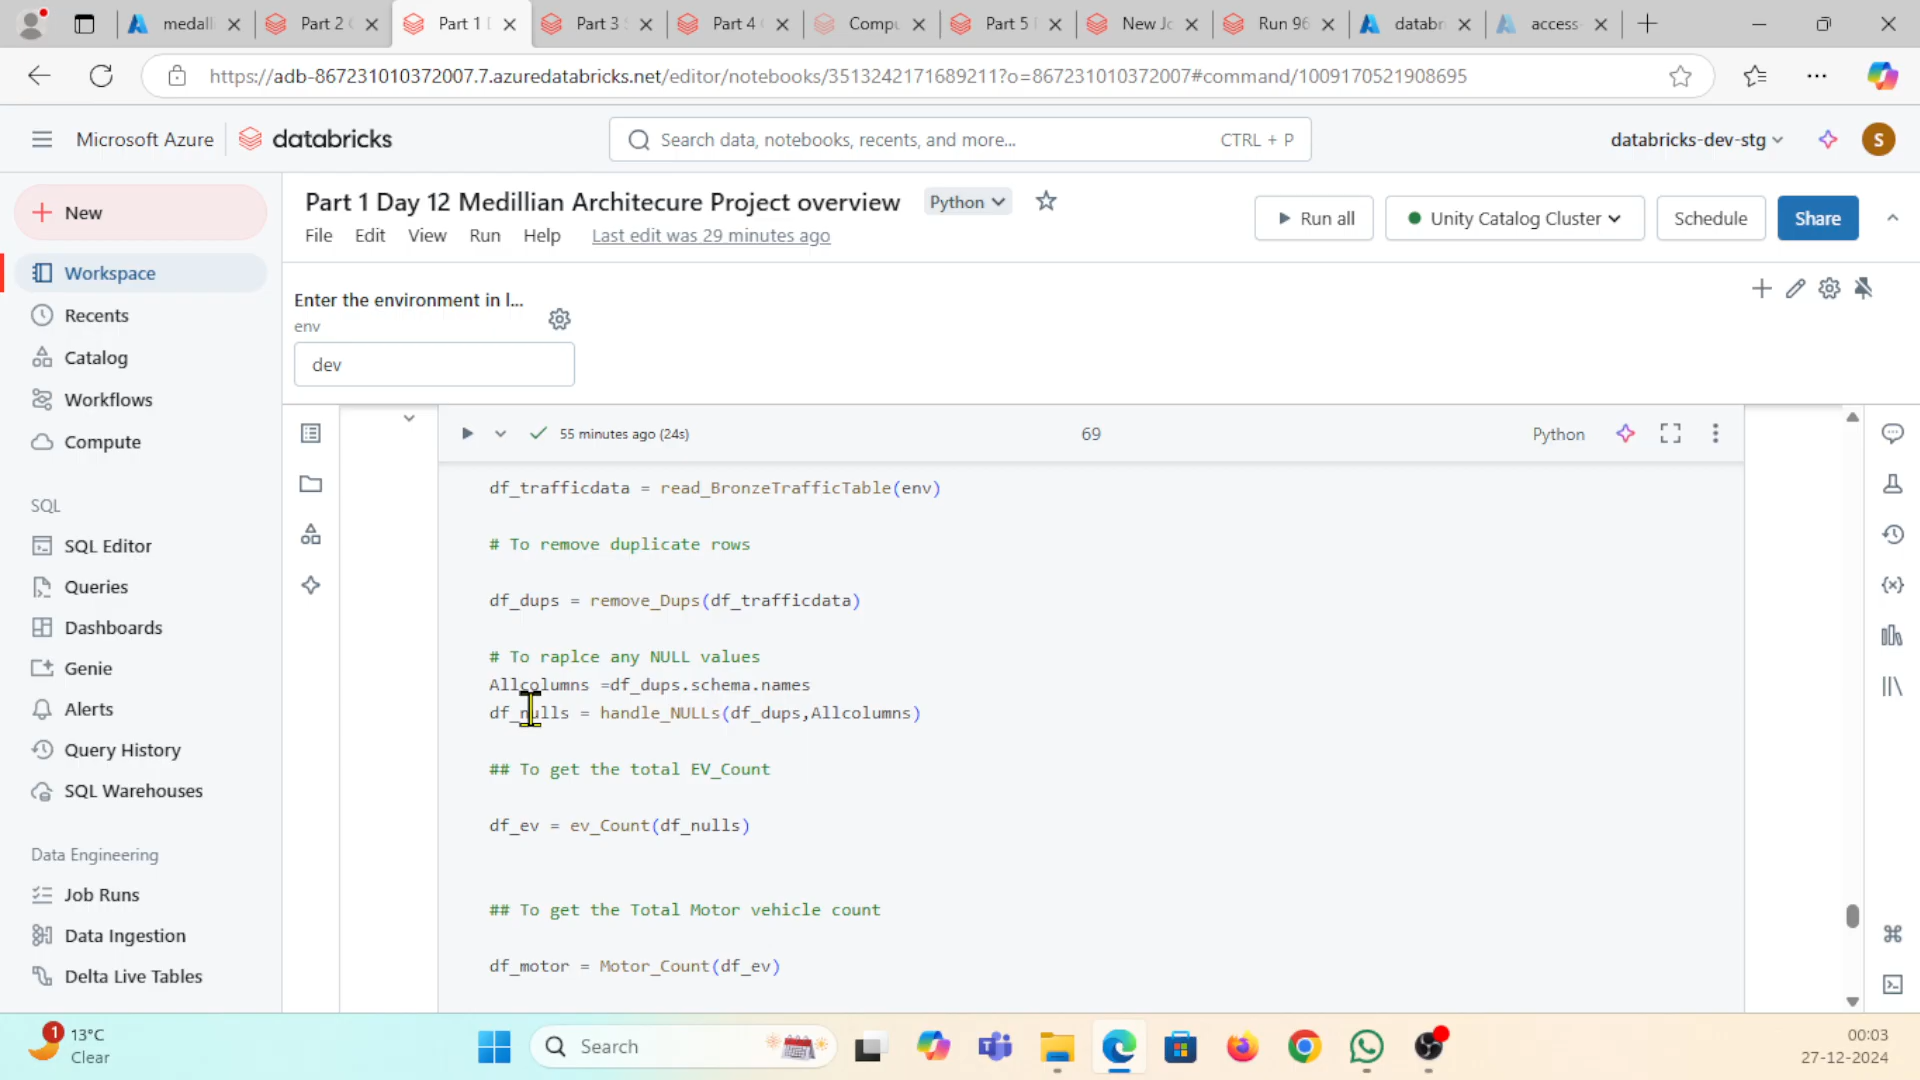 medall
Part 2
Part 1
Part 3
Part 4
Compu
Part 5
New Jo
Run 96
databr
access
https://adb-867231010372007.7.azuredatabricks.net/editor/notebooks/3513242171689211?o=867231010372007#command/1009170521908695
Microsoft Azure
databricks
Search data, notebooks, recents, and more...
CTRL + P
databricks-dev-stg
S
New
Part 1 Day 12 Medillian Architecure Project overview
Python
File
Edit
View
Run
Help
Last edit was 29 minutes ago
Run all
Unity Catalog Cluster
Schedule
Share
Workspace
Recents
Catalog
Workflows
Compute
SQL
SQL Editor
Queries
Dashboards
Genie
Alerts
Query History
SQL Warehouses
Data Engineering
Job Runs
Data Ingestion
Delta Live Tables
Enter the environment in l...
env
dev
55 minutes ago (24s)
69
Python
df_trafficdata = read_BronzeTrafficTable(env)
# To remove duplicate rows
df_dups = remove_Dups(df_trafficdata)
# To raplce any NULL values
Allcolumns =df_dups.schema.names
df_nulls = handle_NULLs(df_dups,Allcolumns)
## To get the total EV_Count
df_ev = ev_Count(df_nulls)
## To get the Total Motor vehicle count
df_motor = Motor_Count(df_ev)
1
13°C
Clear
Search
00:03
27-12-2024